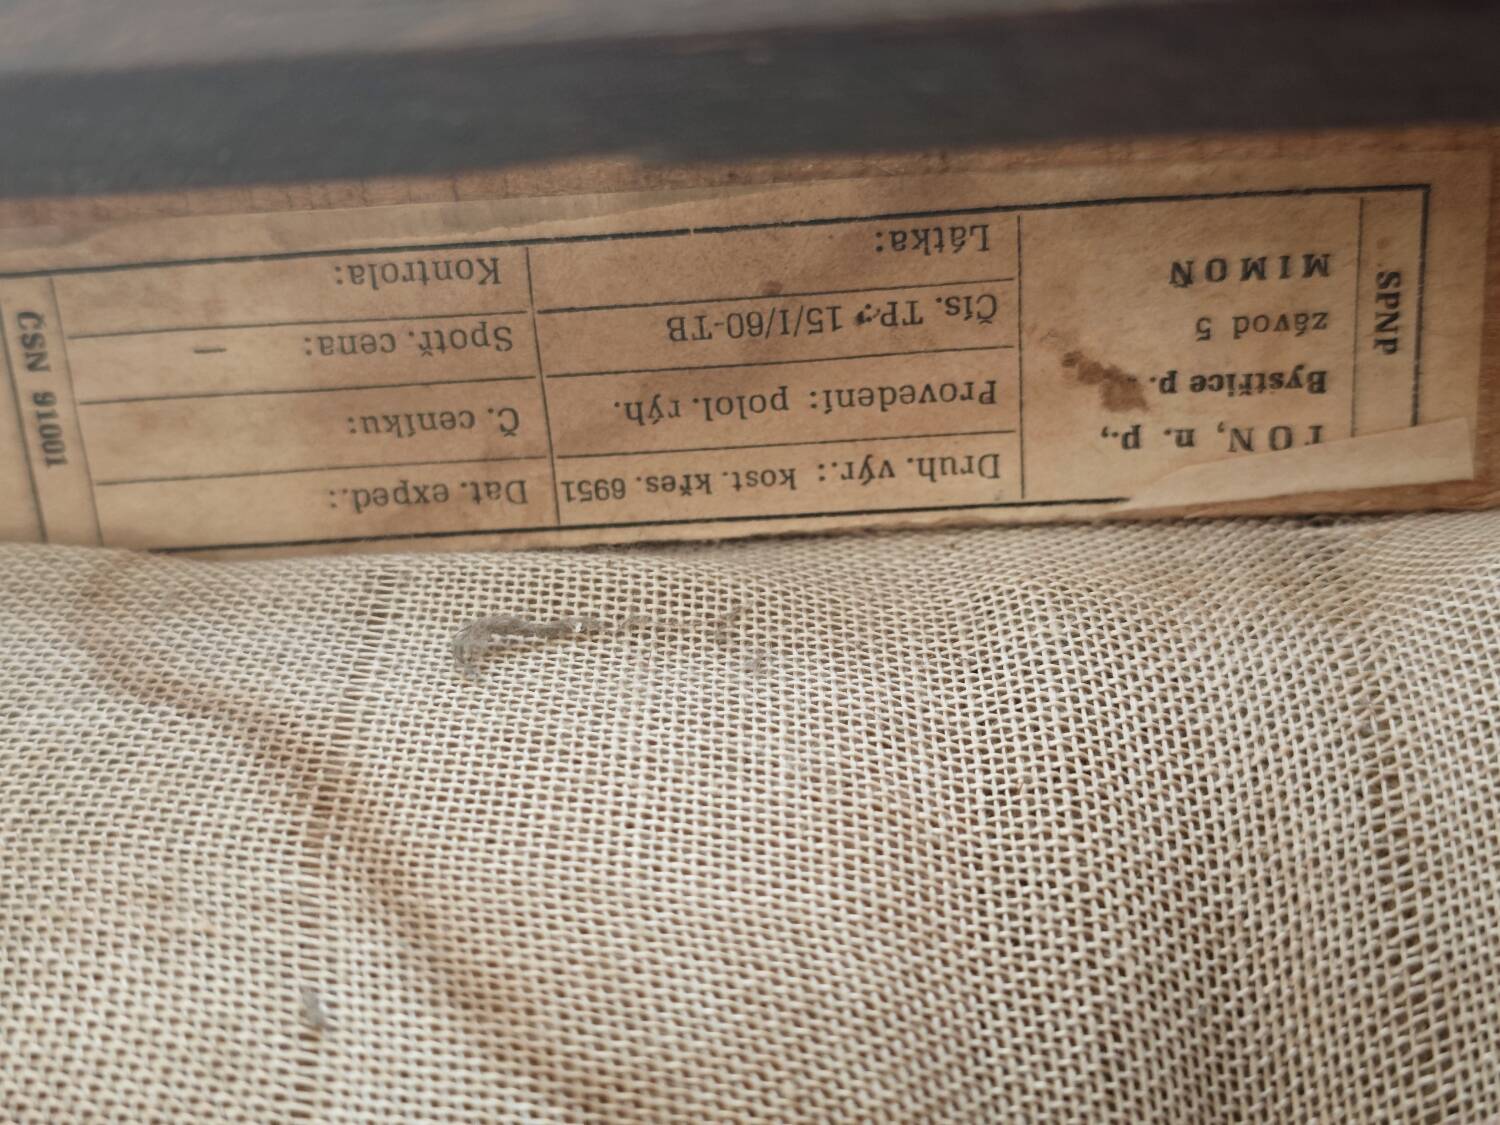 SPNP
TON, n. p.,
Bystřice p.
závod 5
MIMOŇ
Druh. výr.: kost. křes. 6951
Provedení: polol. rýh.
Čís. TP.: 15/I/60-TB
Látka:
Dat. exped.:
Č. ceníku:
Spotř. cena: —
Kontrola:
ČSN 91001